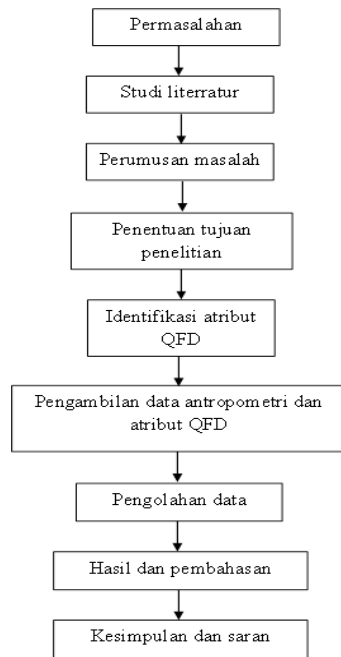 Permasalahan
Studi literratur
Perumusan masalah
Penentuan tujuan
penelitian
Identifikasi atribut
QFD
Pengambilan data antropometri dan
atribut QFD
Pengolahan data
Hasil dan pembahasan
Kesimpulan dan saran